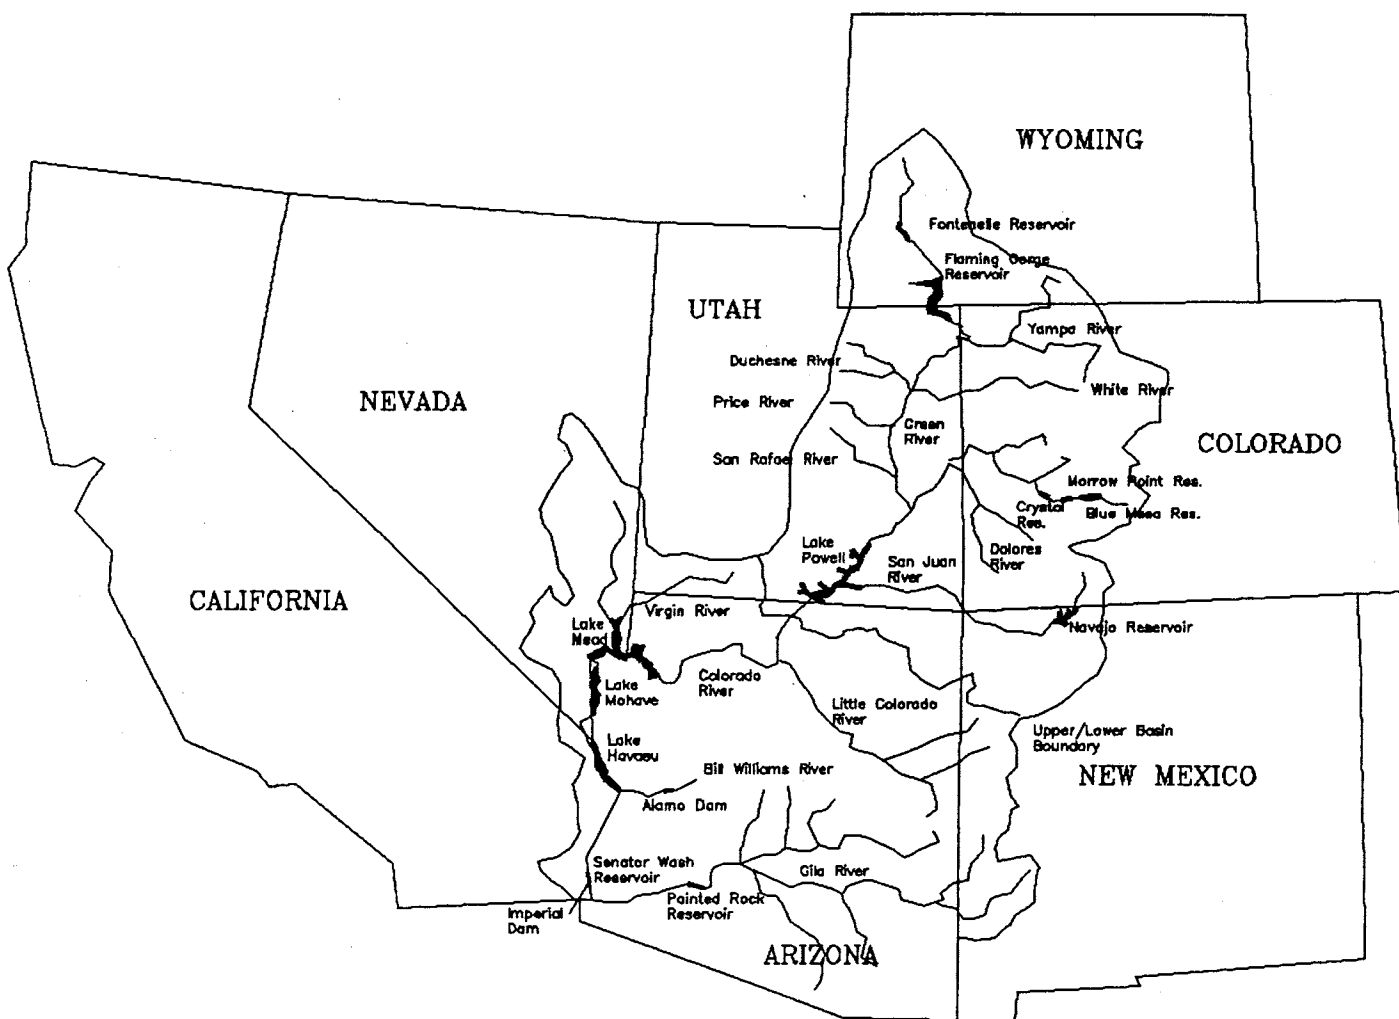 WYOMING
Fontenelle Reservoir
Flaming Gorge
Reservoir
UTAH
Yampa River
Duchesne River
White River
NEVADA
Price River
Green
River
COLORADO
San Rafael River
Morrow Point Res.
Crystal
Res.
Blue Mesa Res.
Lake
Powell
San Juan
River
Dolores
River
CALIFORNIA
Virgin River
Lake
Mead
Navajo Reservoir
Colorado
River
Lake
Mohave
Little Colorado
River
Upper/Lower Basin
Boundary
Lake
Havasu
Bill Williams River
NEW MEXICO
Alamo Dam
Senator Wash
Reservoir
Gila River
Painted Rock
Reservoir
Imperial
Dam
ARIZONA